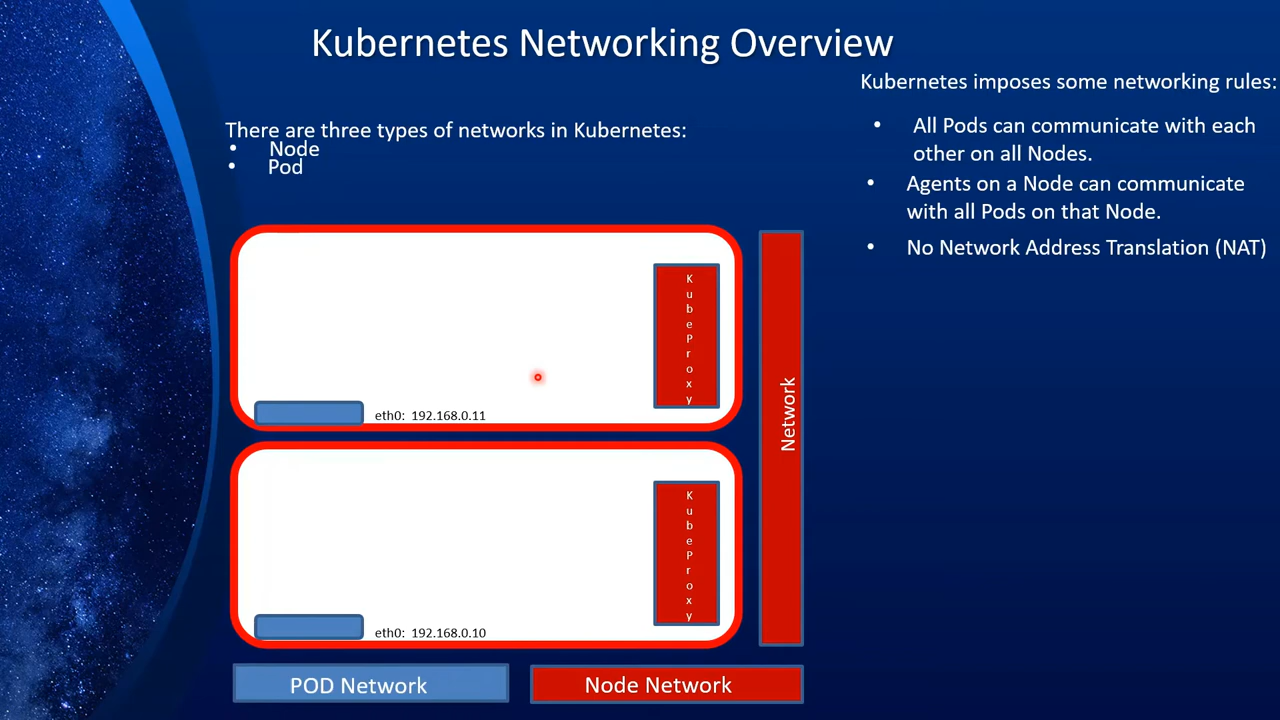 Kubernetes Networking Overview
Kubernetes imposes some networking rules:
• All Pods can communicate with each
other on all Nodes.
• Agents on a Node can communicate
with all Pods on that Node.
• No Network Address Translation (NAT)
There are three types of networks in Kubernetes:
• Node
• Pod
KubeProxy
eth0: 192.168.0.11
KubeProxy
eth0: 192.168.0.10
Network
POD Network
Node Network